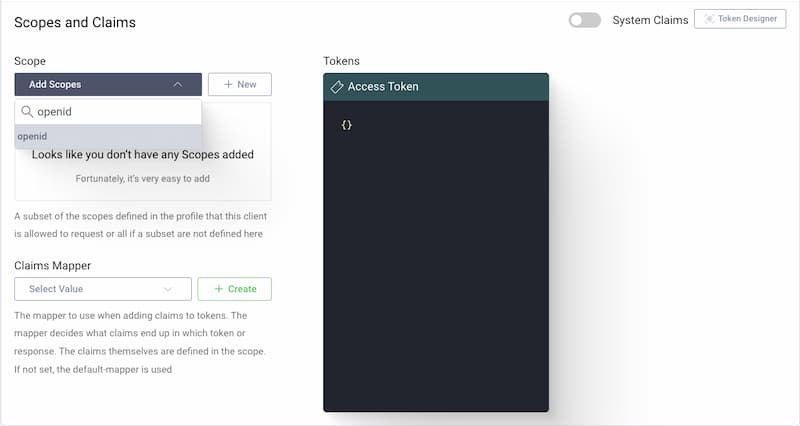 Scopes and Claims
System Claims
Token Designer
Scope
Add Scopes
+ New
openid
openid
Looks like you don't have any Scopes added
Fortunately, it's very easy to add
A subset of the scopes defined in the profile that this client
is allowed to request or all if a subset are not defined here
Claims Mapper
Select Value
+ Create
The mapper to use when adding claims to tokens. The
mapper decides what claims end up in which token or
response. The claims themselves are defined in the scope.
If not set, the default-mapper is used
Tokens
Access Token
{}